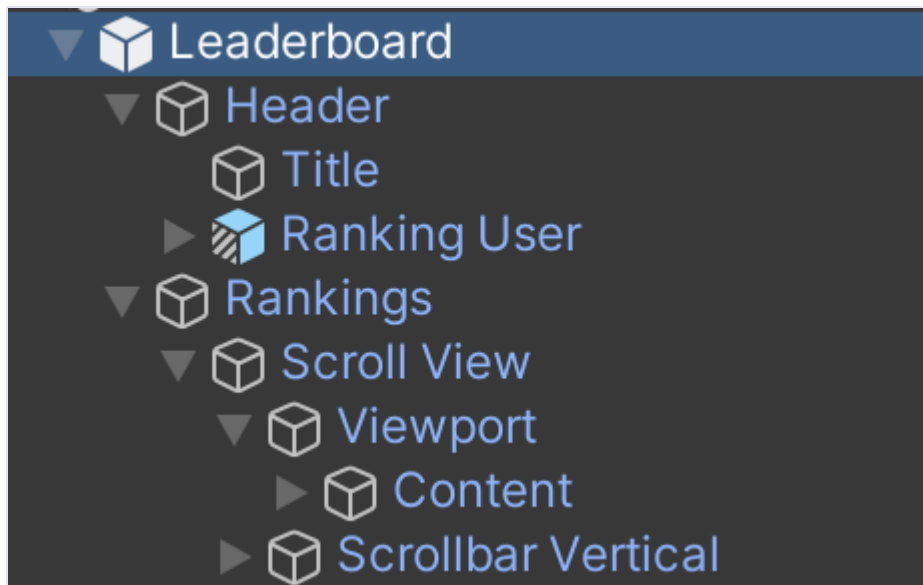 Leaderboard
Header
Title
Ranking User
Rankings
Scroll View
Viewport
Content
Scrollbar Vertical